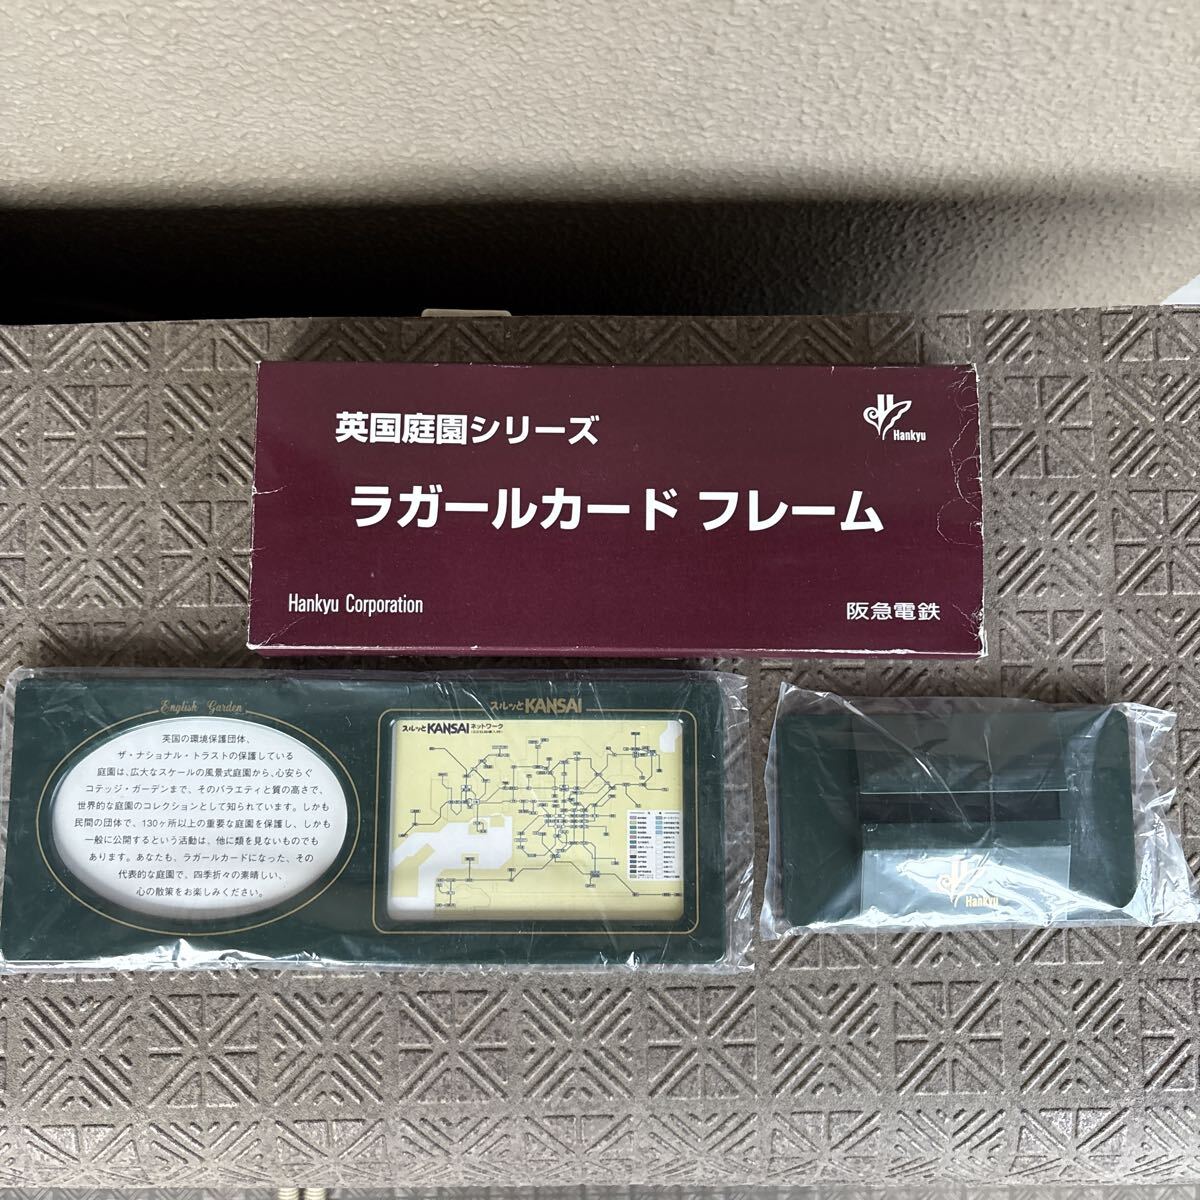 英国庭園シリーズ
Hankyu
ラガールカード フレーム
Hankyu Corporation
阪急電鉄
English Garden
英国の環境保護団体、
ザ・ナショナル・トラストの保護している
庭園は、広大なスケールの風景式庭園から、心安らぐ
コテッジ・ガーデンまで、そのバラエティと質の高さで、
世界的な庭園のコレクションとして知られています。しかも
民間の団体で、130ヶ所以上の重要な庭園を保護し、しかも
一般に公開するという活動は、他に類を見ないものでも
あります。あなたも、ラガールカードになった、その
代表的な庭園で、四季折々の素晴しい、
心の散策をお楽しみください。
スルッとKANSAI
スルッとKANSAI ネットワーク
Hankyu